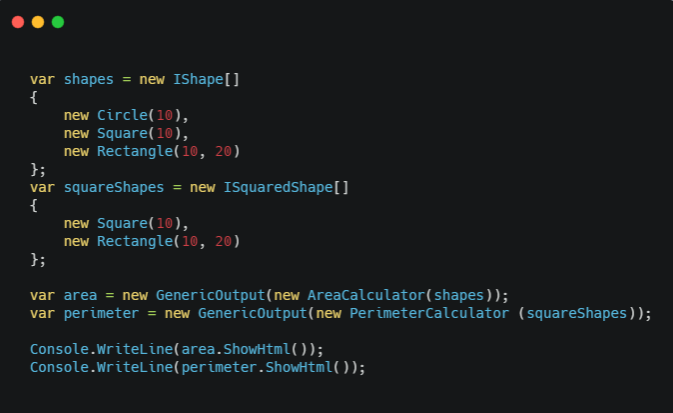 var shapes = new IShape[]
{
    new Circle(10),
    new Square(10),
    new Rectangle(10, 20)
};
var squareShapes = new ISquaredShape[]
{
    new Square(10),
    new Rectangle(10, 20)
};

var area = new GenericOutput(new AreaCalculator(shapes));
var perimeter = new GenericOutput(new PerimeterCalculator (squareShapes));

Console.WriteLine(area.ShowHtml());
Console.WriteLine(perimeter.ShowHtml());